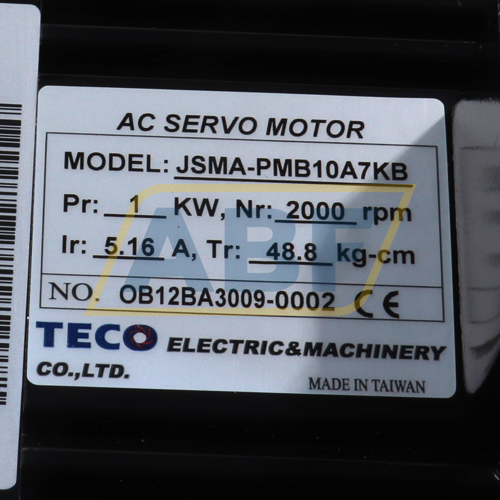 AC SERVO MOTOR
MODEL: JSMA-PMB10A7KB
Pr: 1 KW, Nr: 2000 rpm
Ir: 5.16 A, Tr: 48.8 kg-cm
NO. OB12BA3009-0002 CE
TECO ELECTRIC&MACHINERY
CO.,LTD.
MADE IN TAIWAN
ABF